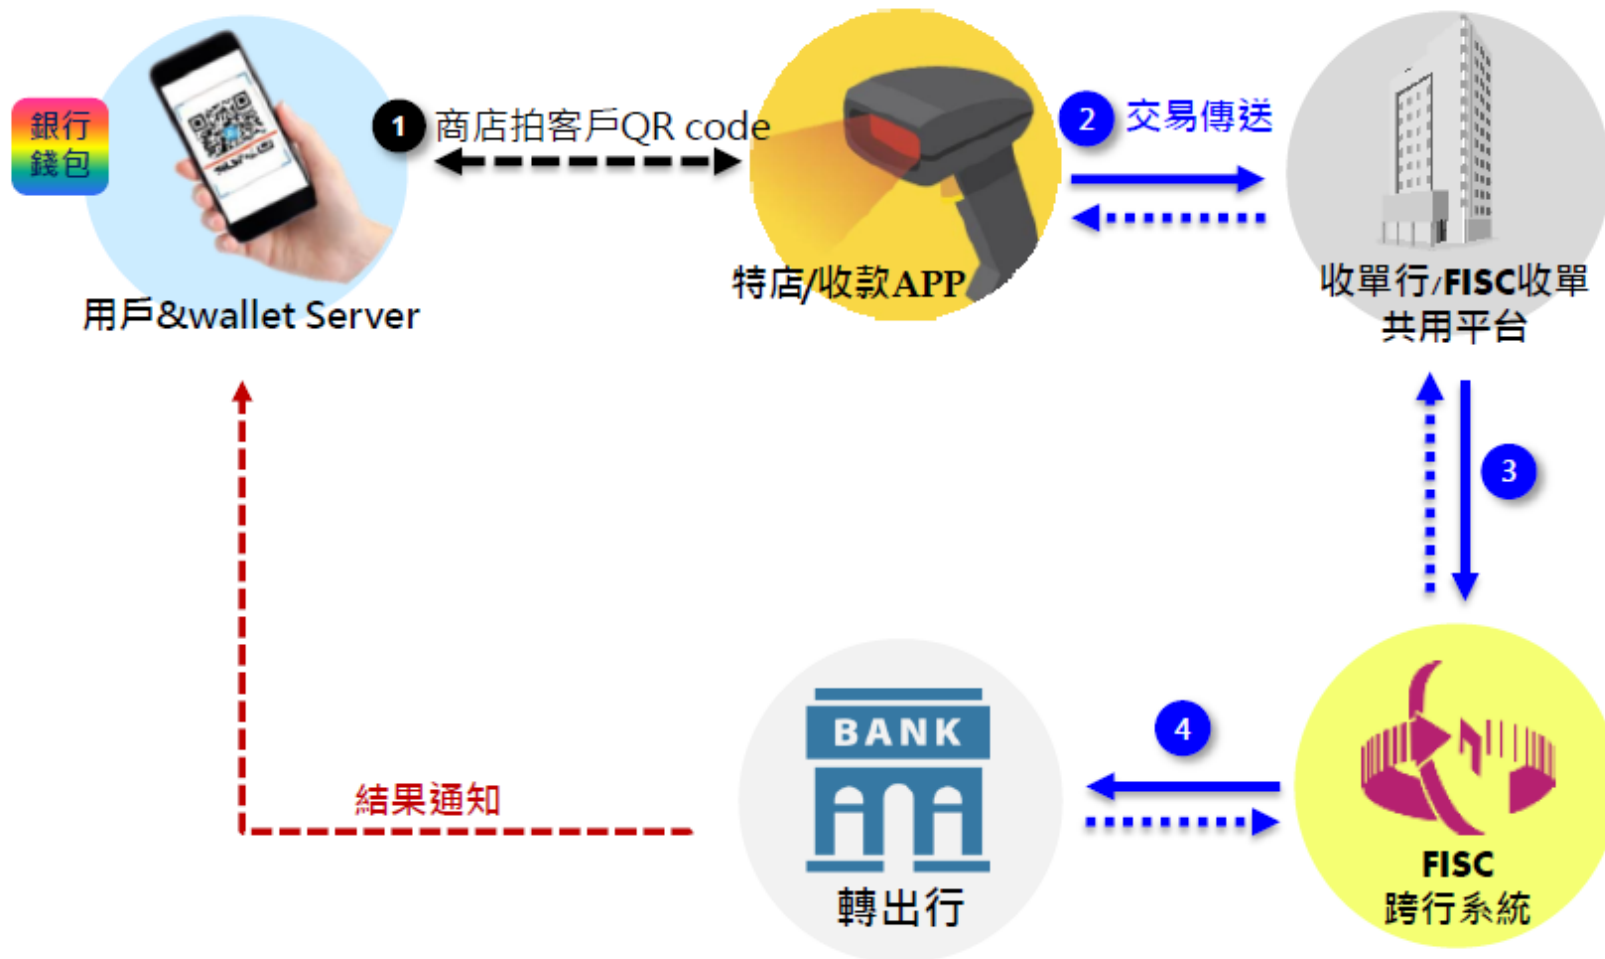 銀行
錢包
1 商店拍客戶QR code
2 交易傳送
用戶&wallet Server
特店/收款APP
收單行/FISC收單
共用平台
3
4
BANK
結果通知
轉出行
FISC
跨行系統